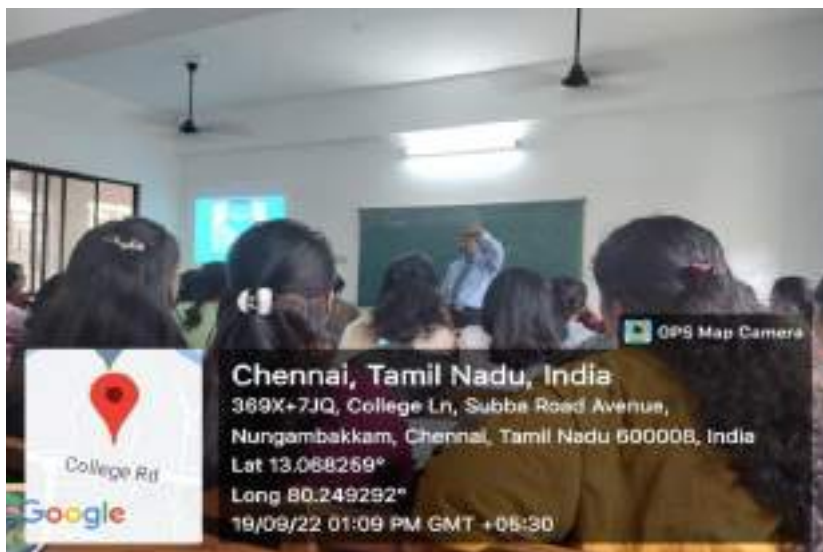 GPS Map Camera
Chennai, Tamil Nadu, India
369X+7JQ, College Ln, Subba Road Avenue,
Nungambakkam, Chennai, Tamil Nadu 600008, India
Lat 13.068259°
Long 80.249292°
19/09/22 01:09 PM GMT +05:30
College Rd
Google